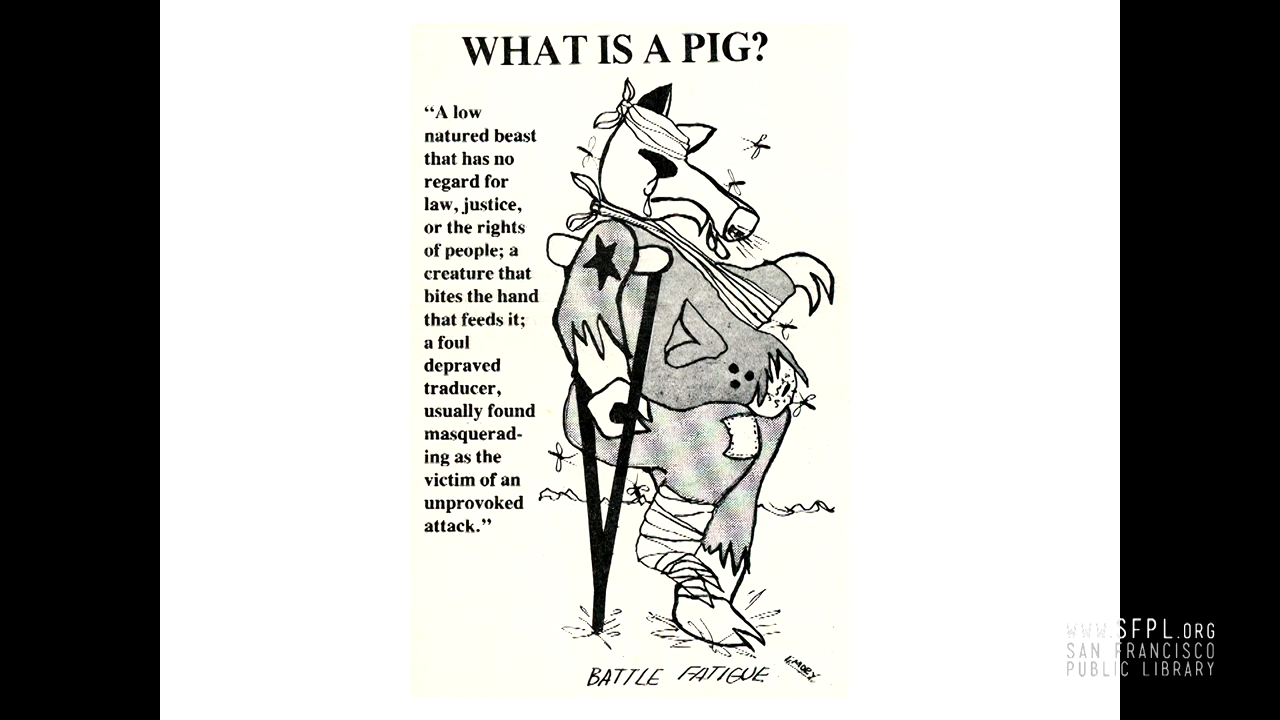 WHAT IS A PIG?
“A low
natured beast
that has no
regard for
law, justice,
or the rights
of people; a
creature that
bites the hand
that feeds it;
a foul
depraved
traducer,
usually found
masquerad-
ing as the
victim of an
unprovoked
attack.”
BATTLE FATIGUE
EMORY
WWW.SFPL.ORG
SAN FRANCISCO
PUBLIC LIBRARY